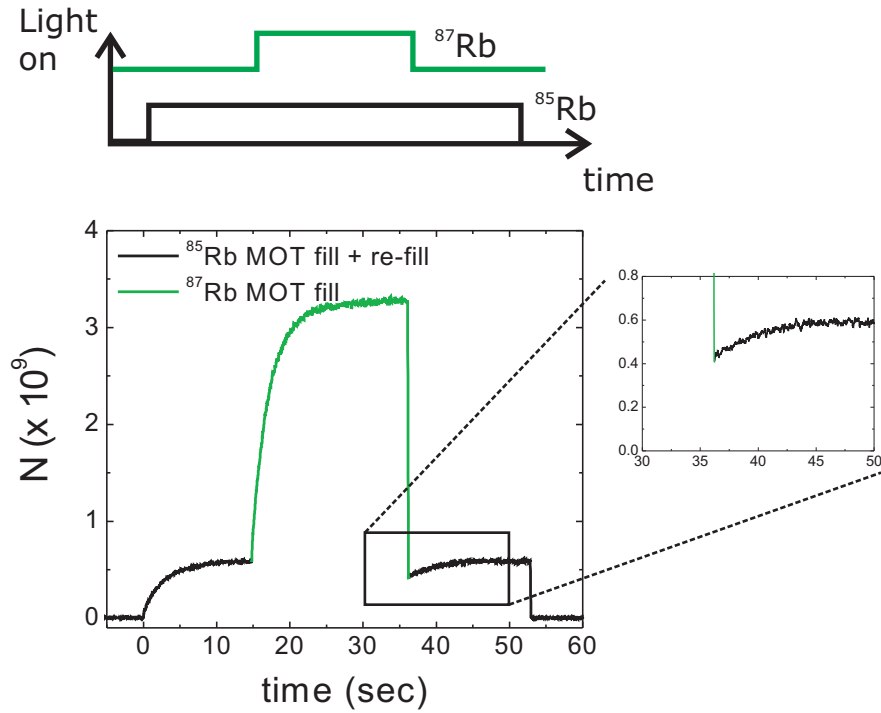 Light
on
⁸⁷Rb
⁸⁵Rb
time
4
3
2
1
0
N (x 10⁹)
⁸⁵Rb MOT fill + re-fill
⁸⁷Rb MOT fill
0 10 20 30 40 50 60
time (sec)
0.8
0.6
0.4
0.2
0.0
30 35 40 45 50